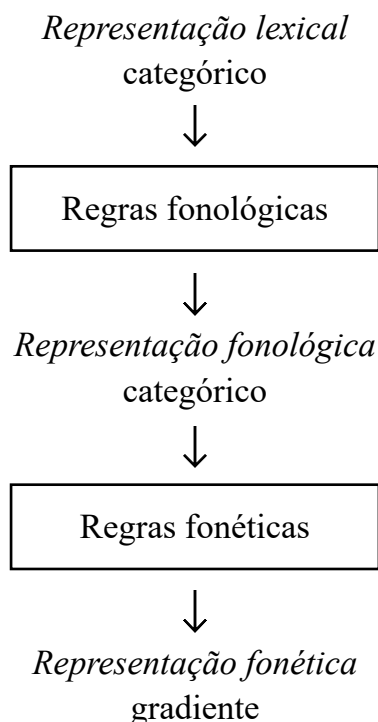 Representação lexical
categórico
Regras fonológicas
Representação fonológica
categórico
Regras fonéticas
Representação fonética
gradiente